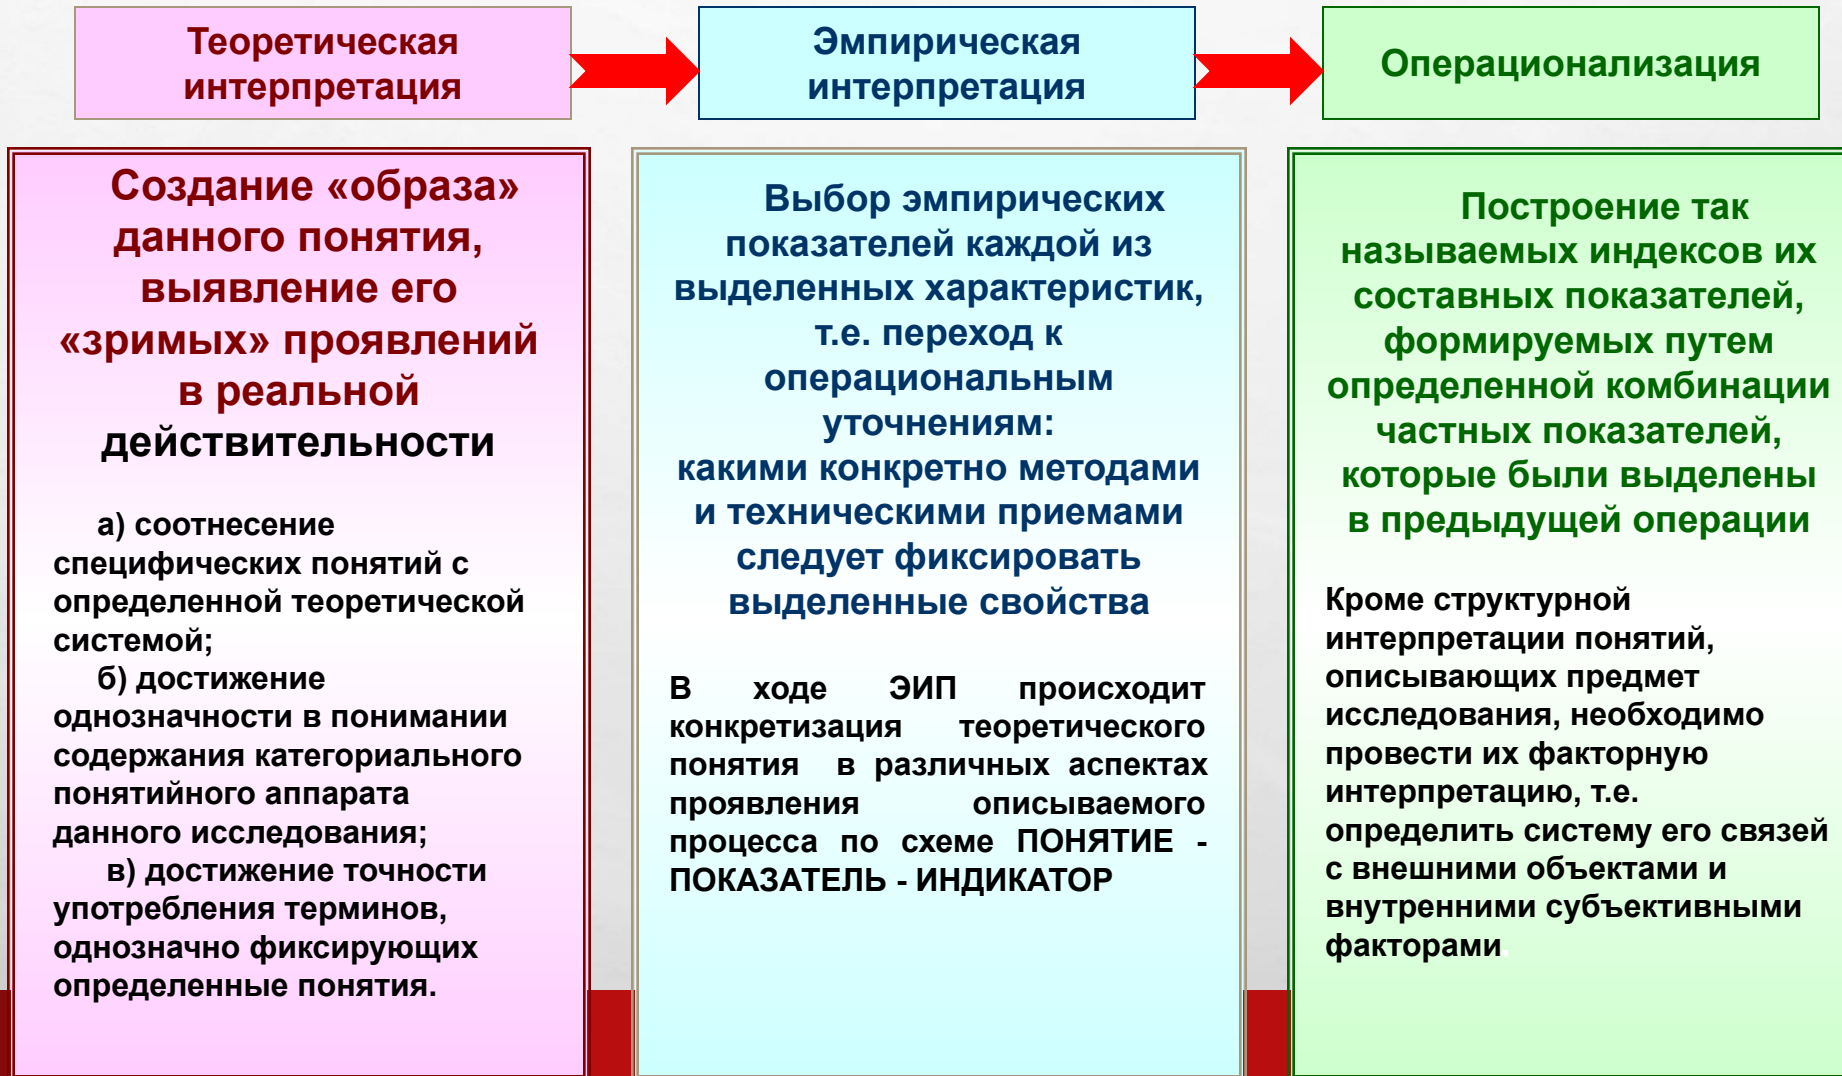 Теоретическая
интерпретация
Эмпирическая
интерпретация
Операционализация
Создание «образа»
данного понятия,
выявление его
«зримых» проявлений
в реальной
действительности
а) соотнесение
специфических понятий с
определенной теоретической
системой;
б) достижение
однозначности в понимании
содержания категориального
понятийного аппарата
данного исследования;
в) достижение точности
употребления терминов,
однозначно фиксирующих
определенные понятия.
Выбор эмпирических
показателей каждой из
выделенных характеристик,
т.е. переход к
операциональным
уточнениям:
какими конкретно методами
и техническими приемами
следует фиксировать
выделенные свойства
В ходе ЭИП происходит
конкретизация теоретического
понятия в различных аспектах
проявления описываемого
процесса по схеме ПОНЯТИЕ -
ПОКАЗАТЕЛЬ - ИНДИКАТОР
Построение так
называемых индексов их
составных показателей,
формируемых путем
определенной комбинации
частных показателей,
которые были выделены
в предыдущей операции
Кроме структурной
интерпретации понятий,
описывающих предмет
исследования, необходимо
провести их факторную
интерпретацию, т.е.
определить систему его связей
с внешними объектами и
внутренними субъективными
факторами.